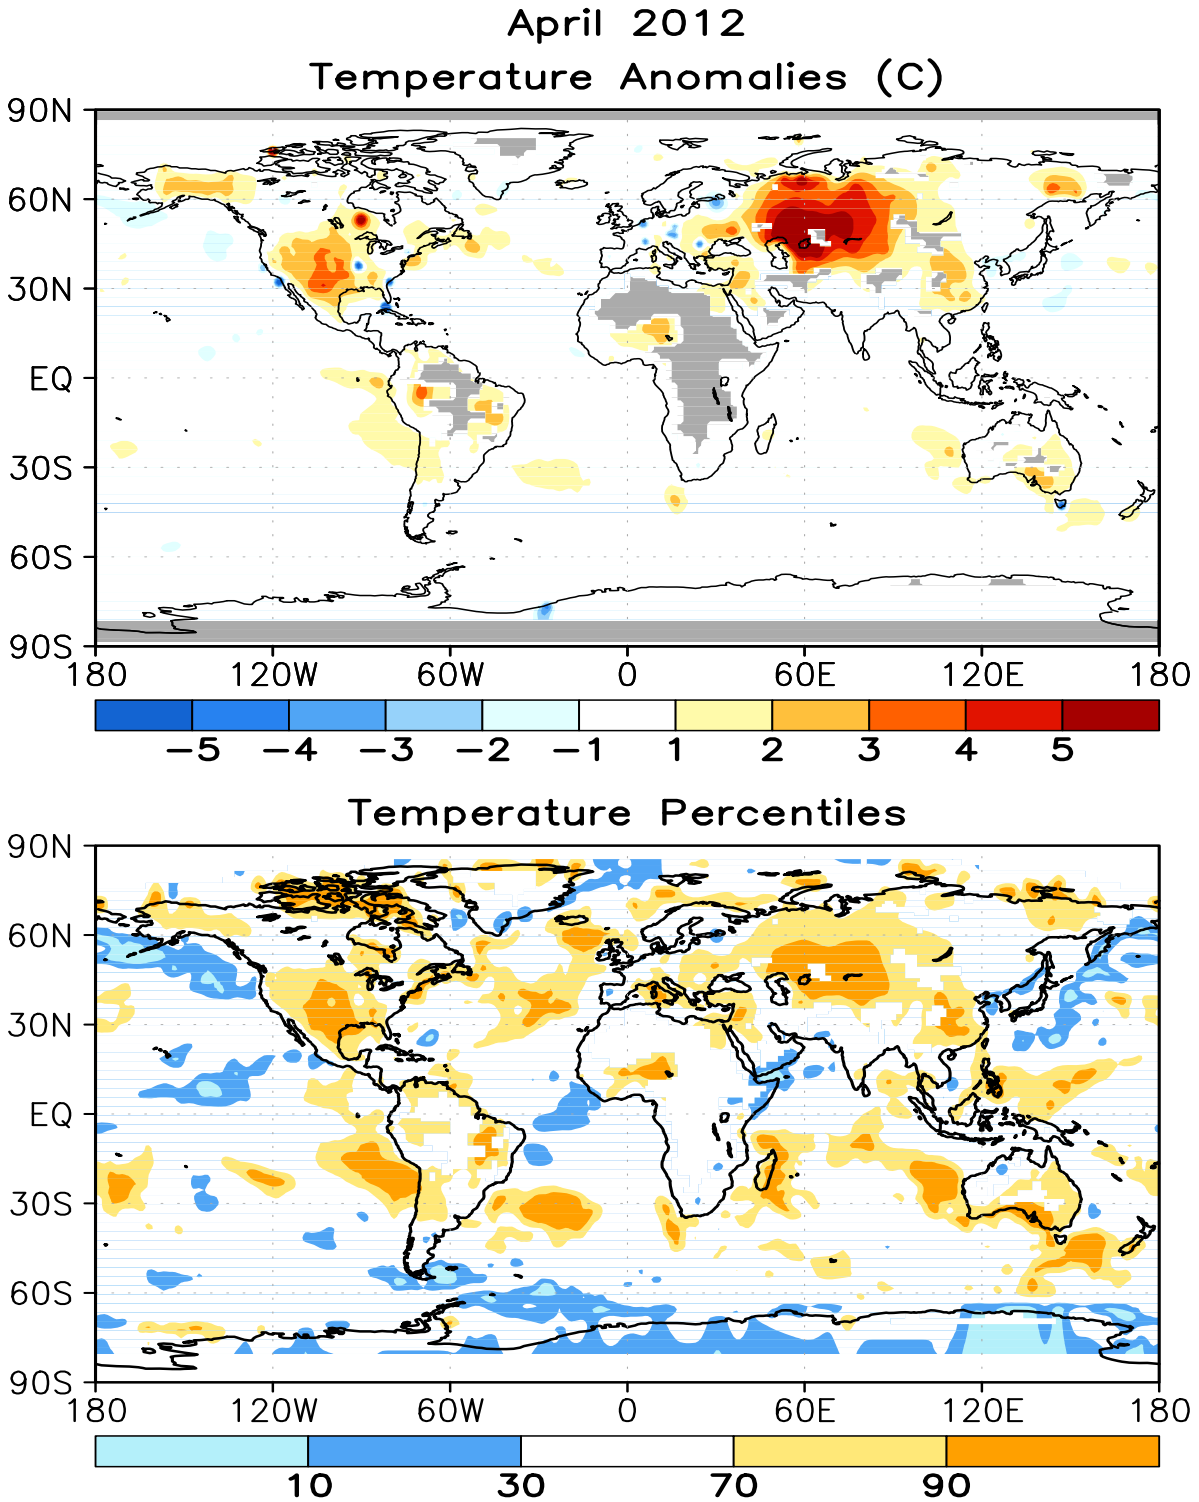 April 2012
Temperature Anomalies (C)
90N
60N
30N
EQ
30S
60S
90S
180 120W 60W 0 60E 120E 180
−5 −4 −3 −2 −1 1 2 3 4 5
Temperature Percentiles
90N
60N
30N
EQ
30S
60S
90S
180 120W 60W 0 60E 120E 180
10 30 70 90